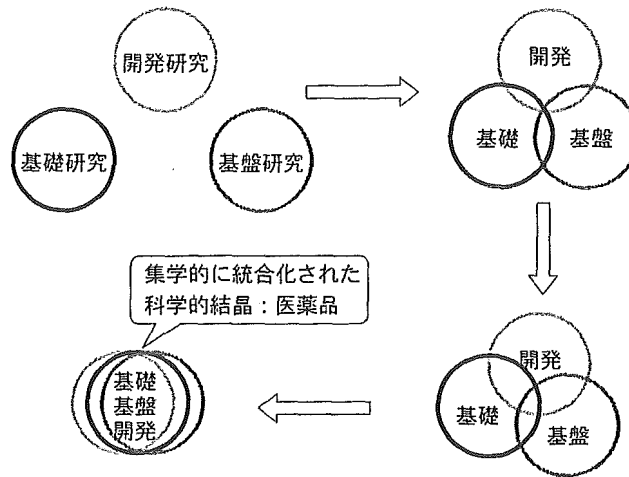 開発研究
基礎研究
基盤研究
開発
基礎
基盤
開発
基礎
基盤
集学的に統合化された
科学的結晶：医薬品
基礎
基盤
開発